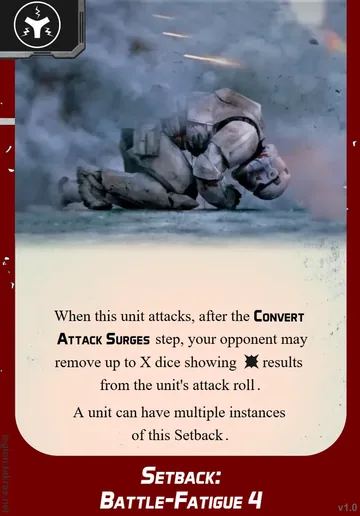 When this unit attacks, after the CONVERT
ATTACK SURGES step, your opponent may
remove up to X dice showing results
from the unit's attack roll.
A unit can have multiple instances
of this Setback.
SETBACK:
BATTLE-FATIGUE 4
v1.0